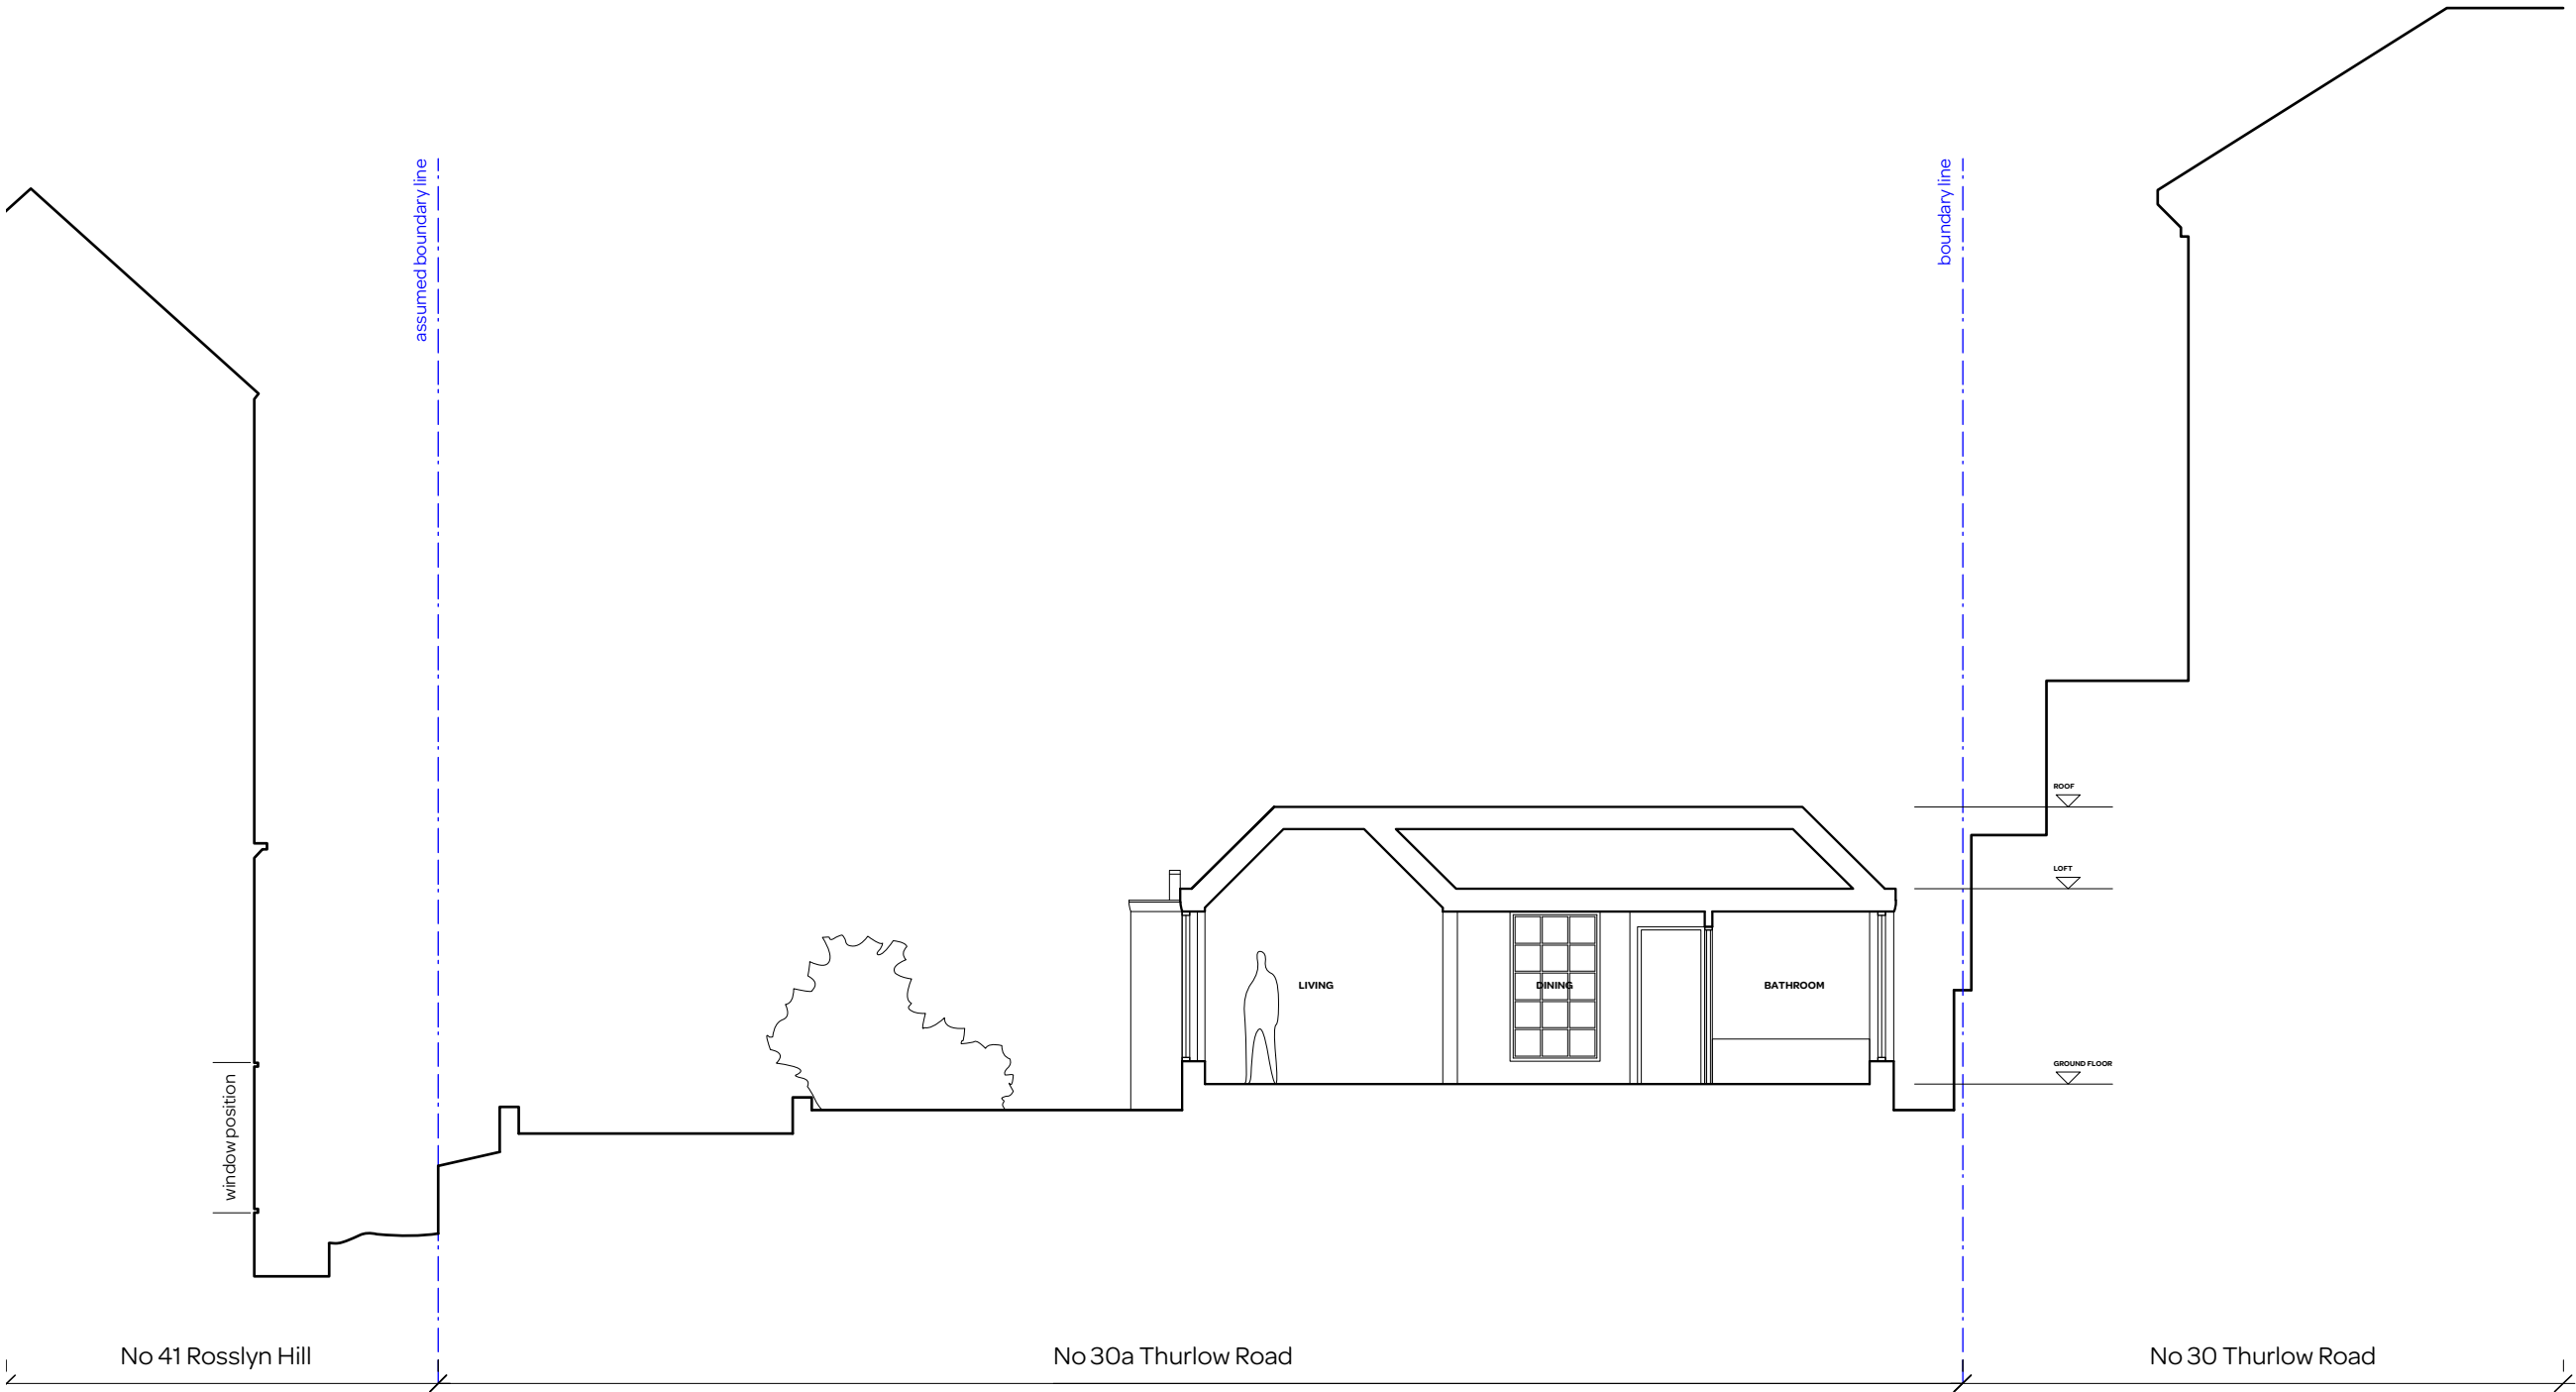 assumed boundary line
boundary line
ROOF
LOFT
LIVING
DINING
BATHROOM
GROUND FLOOR
window position
No 41 Rosslyn Hill
No 30a Thurlow Road
No 30 Thurlow Road